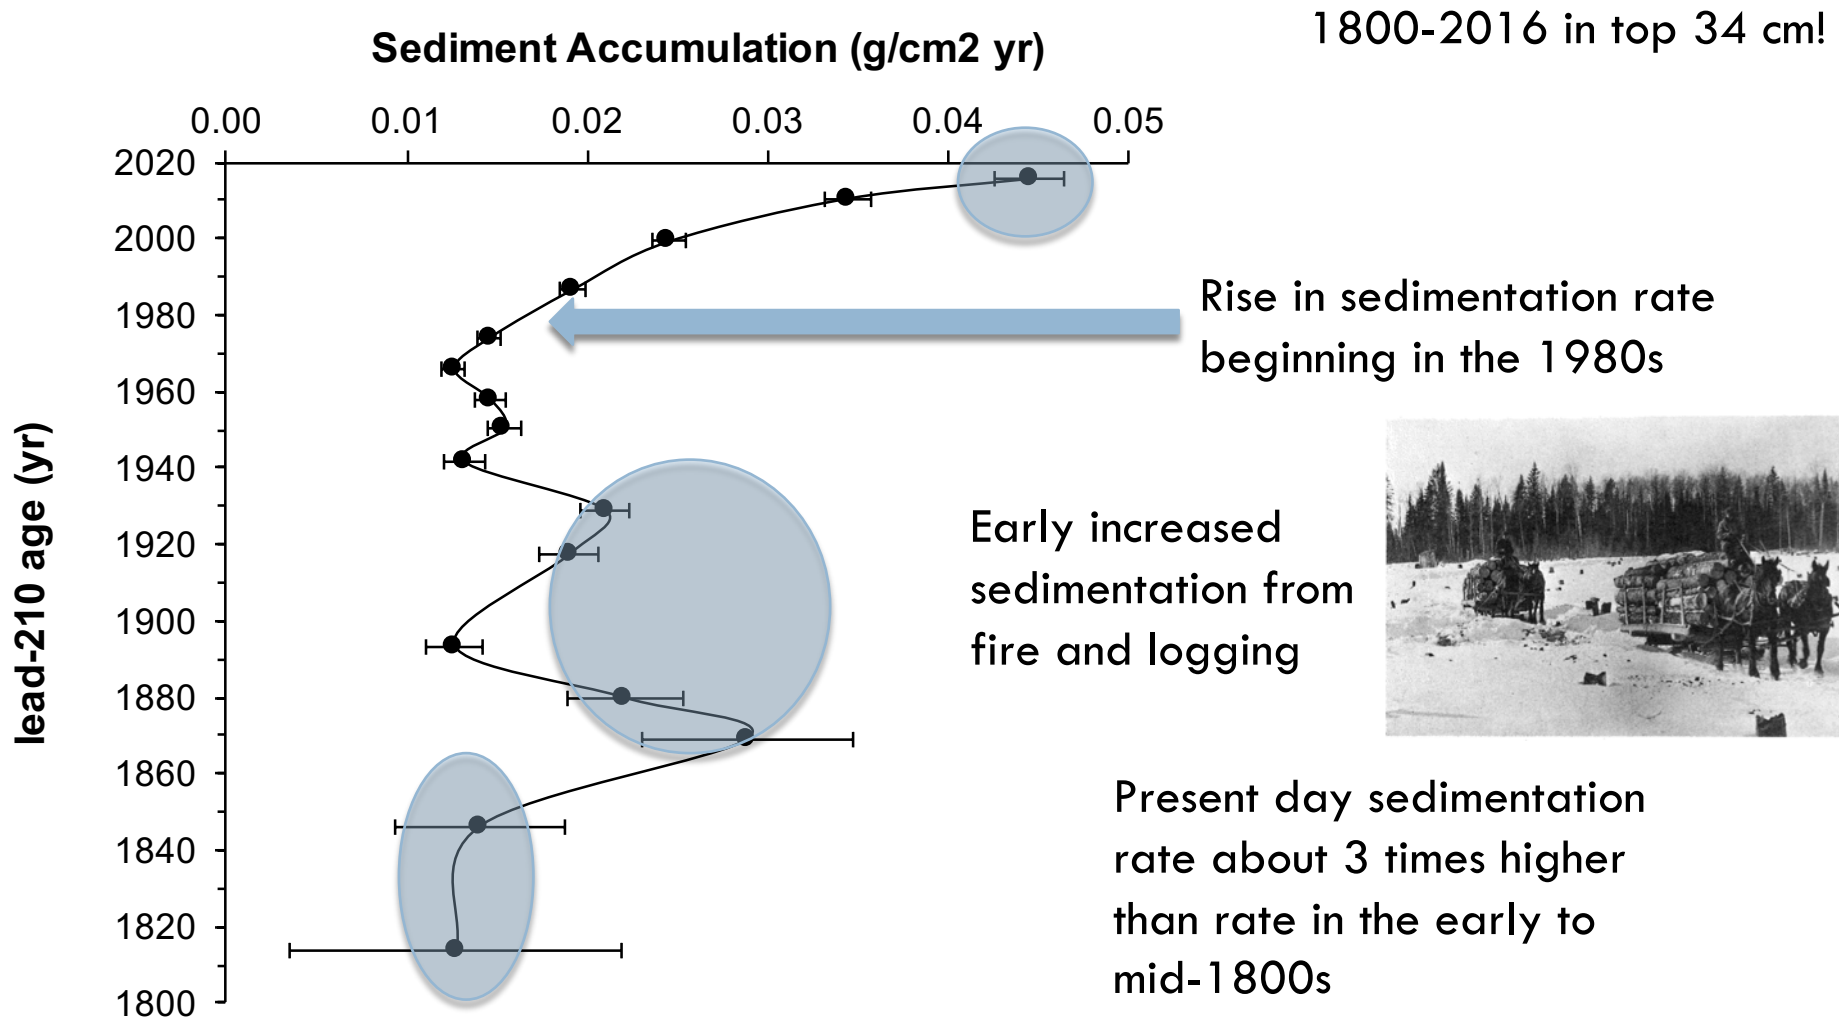 1800-2016 in top 34 cm!
Sediment Accumulation (g/cm2 yr)
0.00 0.01 0.02 0.03 0.04 0.05
2020
2000
1980
1960
1940
1920
1900
1880
1860
1840
1820
1800
lead-210 age (yr)
Rise in sedimentation rate
beginning in the 1980s
Early increased
sedimentation from
fire and logging
Present day sedimentation
rate about 3 times higher
than rate in the early to
mid-1800s